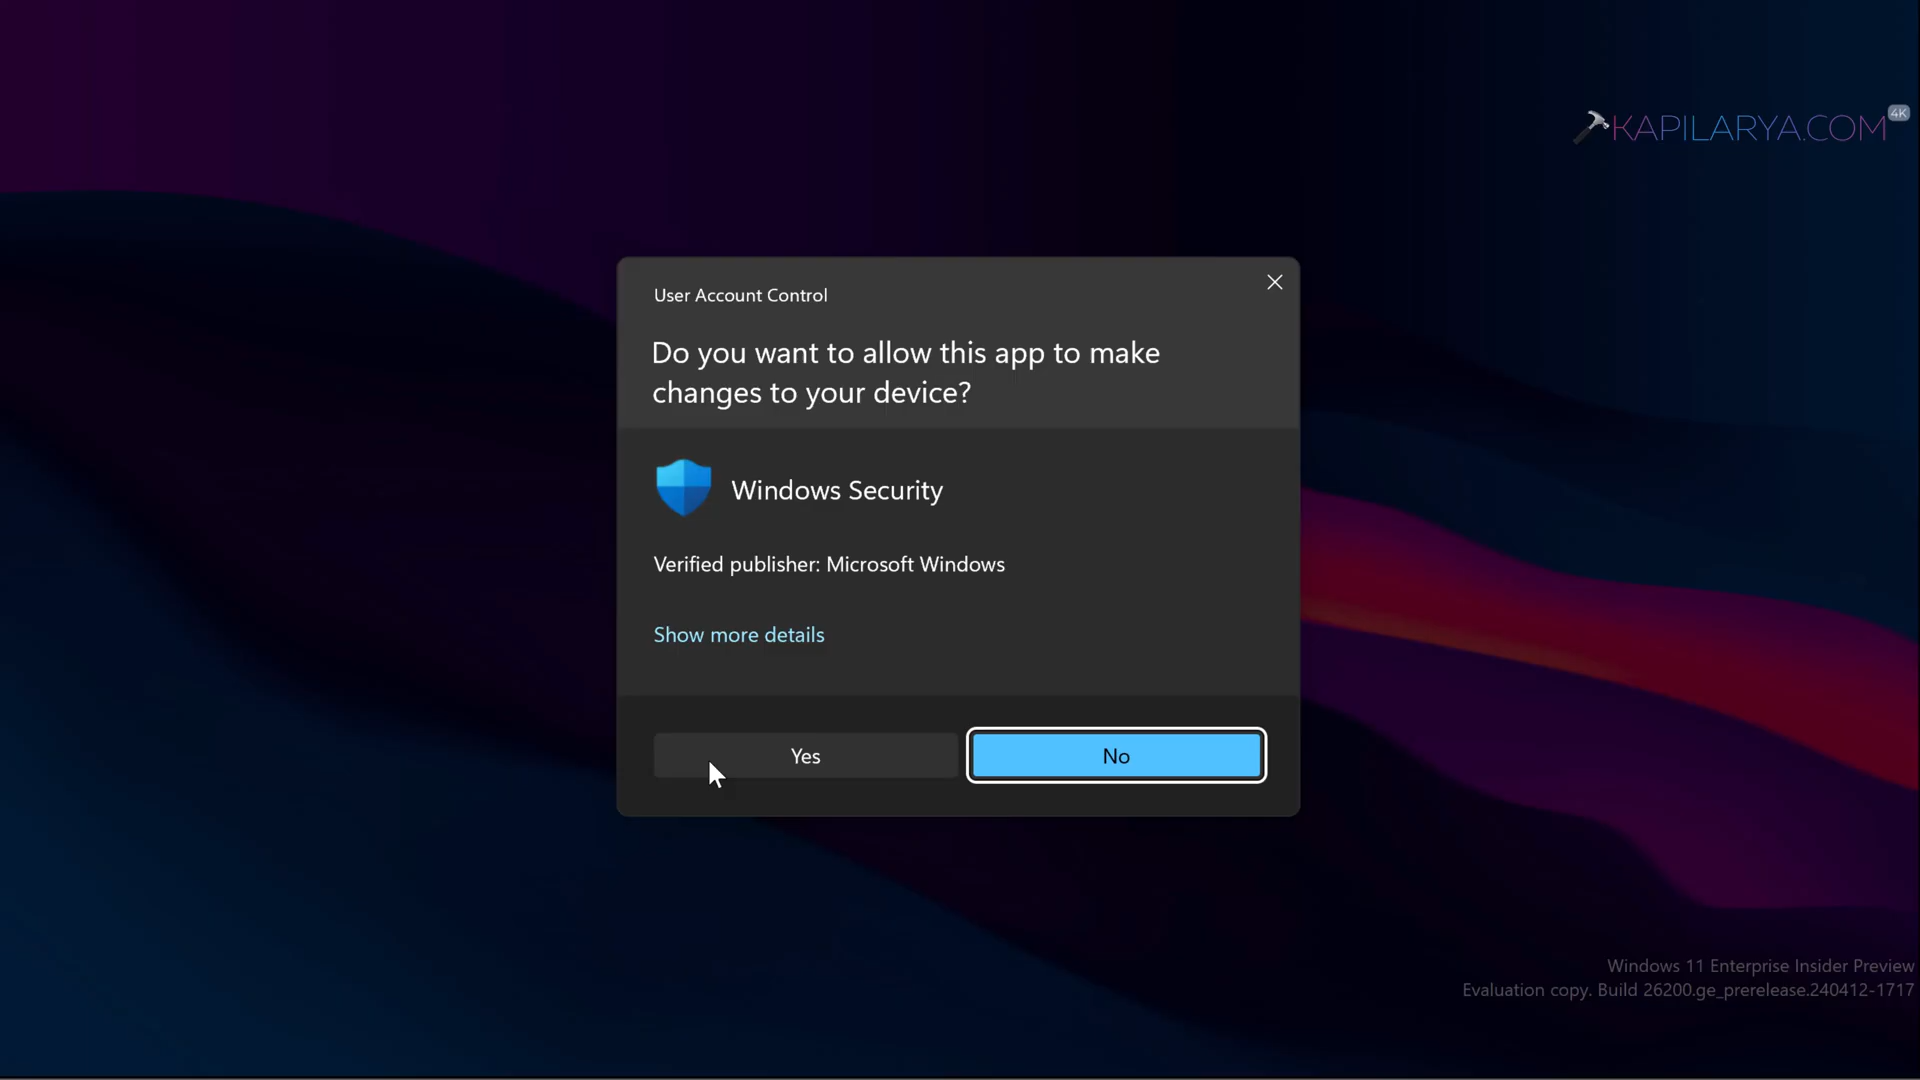 KAPILARYA.COM 4K
User Account Control
Do you want to allow this app to make
changes to your device?
Windows Security
Verified publisher: Microsoft Windows
Show more details
Yes
No
Windows 11 Enterprise Insider Preview
Evaluation copy. Build 26200.ge_prerelease.240412-1717